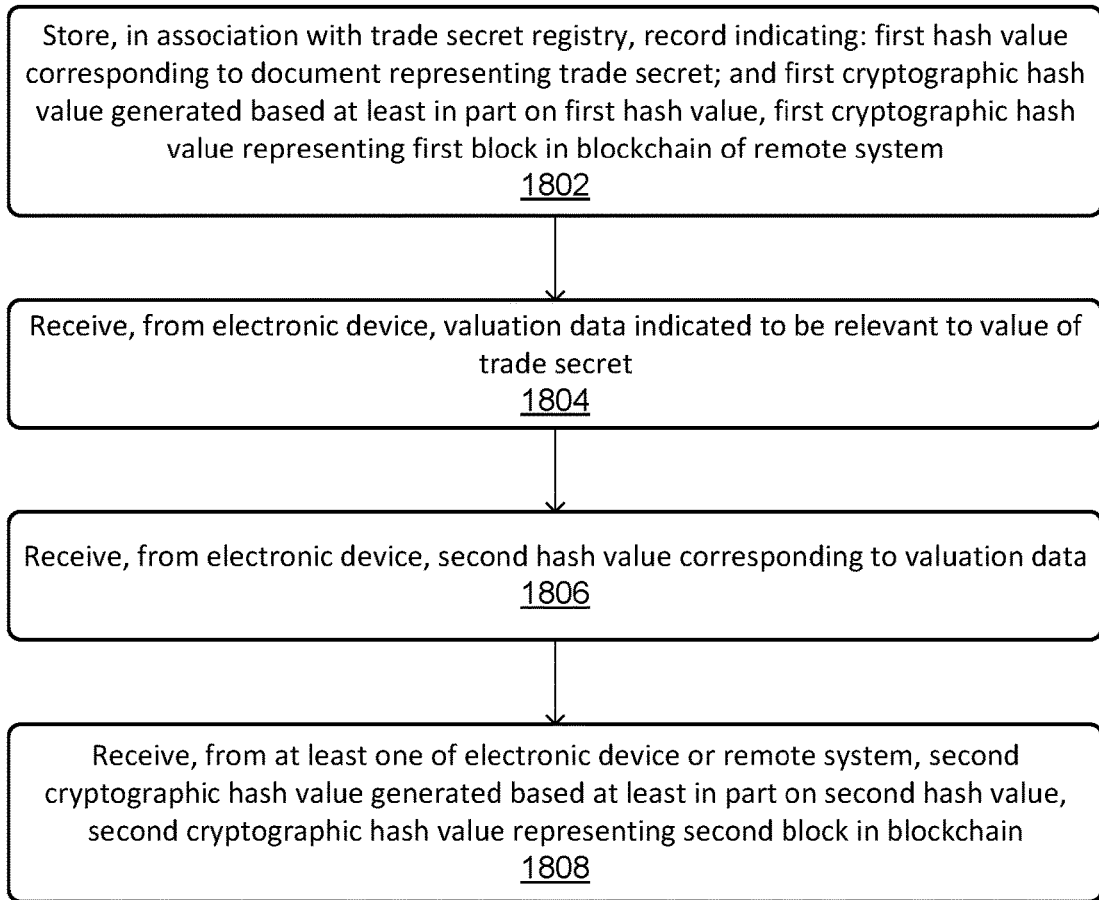 Store, in association with trade secret registry, record indicating: first hash value
corresponding to document representing trade secret; and first cryptographic hash
value generated based at least in part on first hash value, first cryptographic hash
value representing first block in blockchain of remote system
1802
Receive, from electronic device, valuation data indicated to be relevant to value of
trade secret
1804
Receive, from electronic device, second hash value corresponding to valuation data
1806
Receive, from at least one of electronic device or remote system, second
cryptographic hash value generated based at least in part on second hash value,
second cryptographic hash value representing second block in blockchain
1808